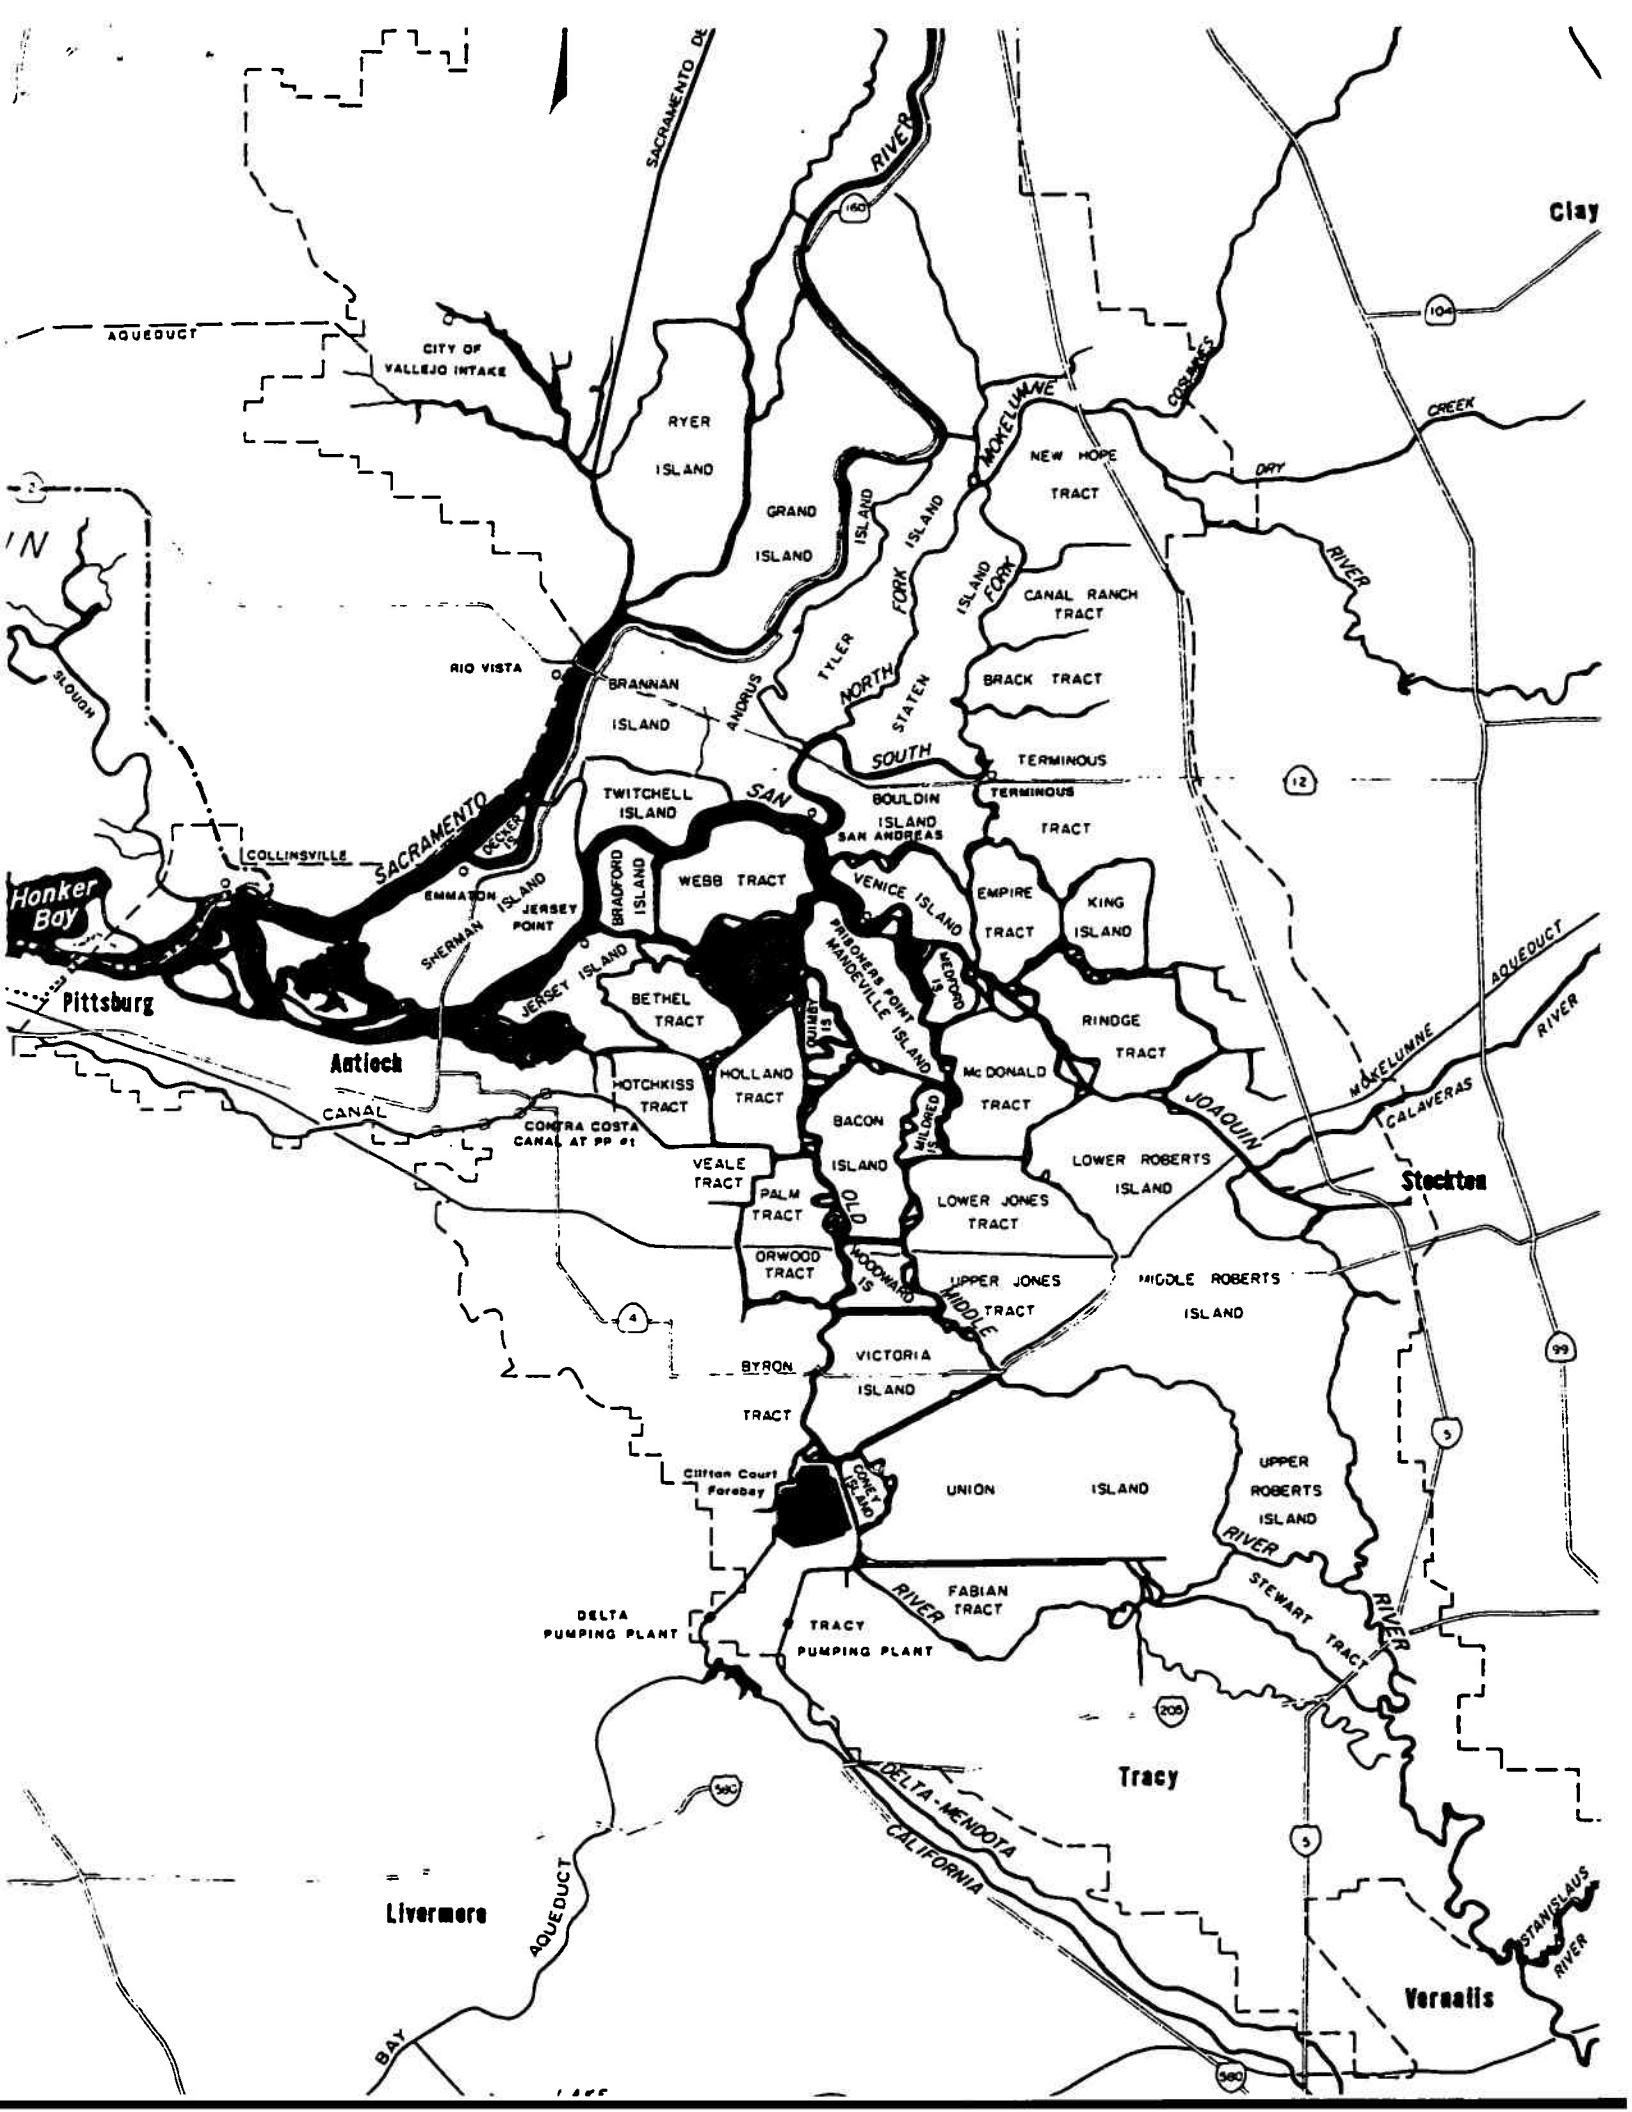 SACRAMENTO DE
RIVER
160
Clay
104
AQUEDUCT
CITY OF
VALLEJO INTAKE
COSUMNES
MOKELUMNE
CREEK
DRY
RYER
ISLAND
NEW HOPE
TRACT
GRAND
ISLAND
ISLAND
ISLAND
IN
RIVER
FORK
ISLAND
FORK
CANAL RANCH
TRACT
TYLER
RIO VISTA
BRANNAN
ISLAND
ANDRUS
NORTH
STATEN
BRACK TRACT
SLOUGH
SOUTH
TERMINOUS
TERMINOUS
TRACT
12
TWITCHELL
ISLAND
SAN
BOULDIN
ISLAND
SAN ANDREAS
SACRAMENTO
DECKER
IS
COLLINSVILLE
Honker
Bay
EMMATON
SHERMAN ISLAND
JERSEY
POINT
BRADFORD
ISLAND
WEBB TRACT
VENICE ISLAND
EMPIRE
TRACT
KING
ISLAND
AQUEDUCT
Pittsburg
JERSEY ISLAND
BETHEL
TRACT
QUIMBY
IS
PRISONERS POINT
MANDEVILLE ISLAND
MEDFORD
IS
RINDGE
TRACT
RIVER
Antioch
HOTCHKISS
TRACT
HOLLAND
TRACT
McDONALD
TRACT
MOKELUMNE
CALAVERAS
CANAL
CONTRA COSTA
CANAL AT PP #1
BACON
ISLAND
MILDRED
IS
JOAQUIN
VEALE
TRACT
LOWER ROBERTS
ISLAND
Stockton
PALM
TRACT
OLD
LOWER JONES
TRACT
ORWOOD
TRACT
WOODWARD
IS
UPPER JONES
TRACT
MIDDLE ROBERTS
ISLAND
4
MIDDLE
BYRON
TRACT
VICTORIA
ISLAND
99
5
Clifton Court
Forebay
CONEY
ISLAND
UNION ISLAND
UPPER
ROBERTS
ISLAND
RIVER
RIVER
FABIAN
TRACT
STEWART TRACT
RIVER
DELTA
PUMPING PLANT
TRACY
PUMPING PLANT
205
Tracy
580
DELTA-MENDOTA
CALIFORNIA
5
AQUEDUCT
Livermore
STANISLAUS
RIVER
Vernalis
BAY
580